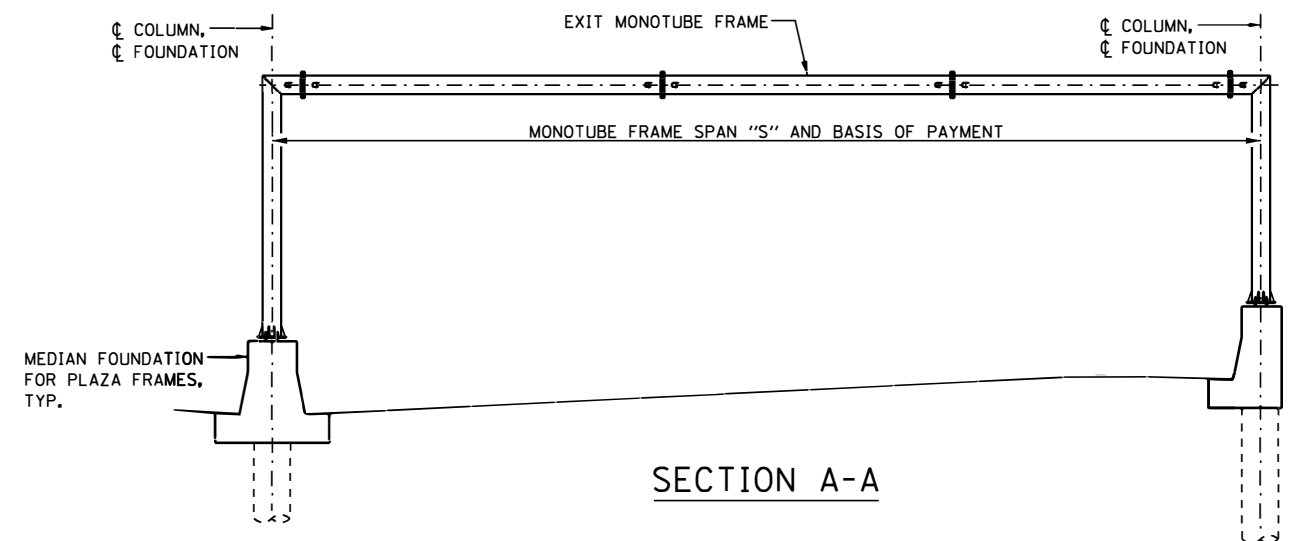 ℄ COLUMN,
℄ FOUNDATION
EXIT MONOTUBE FRAME
℄ COLUMN,
℄ FOUNDATION
MONOTUBE FRAME SPAN "S" AND BASIS OF PAYMENT
MEDIAN FOUNDATION
FOR PLAZA FRAMES,
TYP.
SECTION A-A